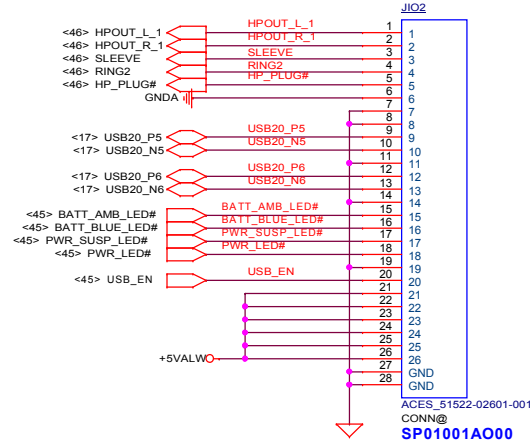 JIO2
<46> HPOUT_L_1 HPOUT_L_1 1 1
<46> HPOUT_R_1 HPOUT_R_1 2 2
<46> SLEEVE SLEEVE 3 3
<46> RING2 RING2 4 4
<46> HP_PLUG# HP_PLUG# 5 5
GNDA 6 6
7 7
8 8
<17> USB20_P5 USB20_P5 9 9
<17> USB20_N5 USB20_N5 10 10
11 11
<17> USB20_P6 USB20_P6 12 12
<17> USB20_N6 USB20_N6 13 13
14 14
<45> BATT_AMB_LED# BATT_AMB_LED# 15 15
<45> BATT_BLUE_LED# BATT_BLUE_LED# 16 16
<45> PWR_SUSP_LED# PWR_SUSP_LED# 17 17
<45> PWR_LED# PWR_LED# 18 18
19 19
<45> USB_EN USB_EN 20 20
21 21
22 22
23 23
24 24
25 25
+5VALW 26 26
27 GND
28 GND
ACES_51522-02601-001
CONN@
SP01001AO00